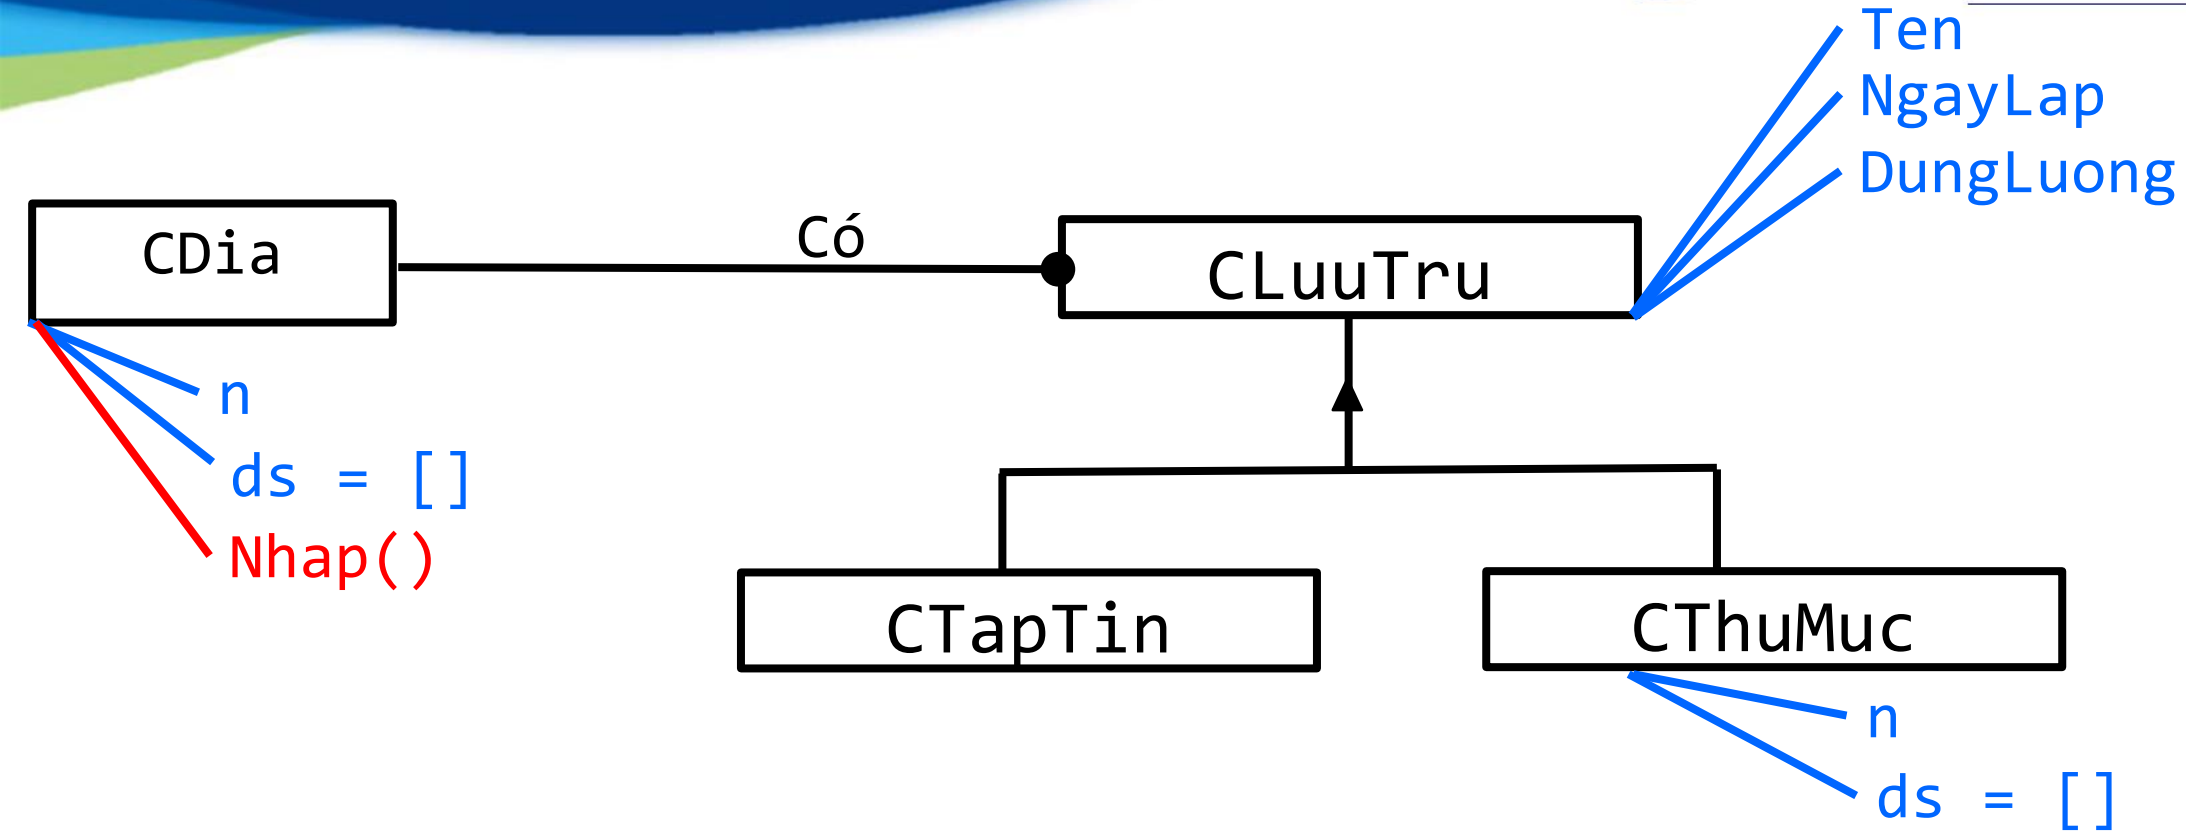 Ten
NgayLap
DungLuong
CDia
Có
CLuuTru
n
ds = []
Nhap()
CTapTin
CThuMuc
n
ds = []